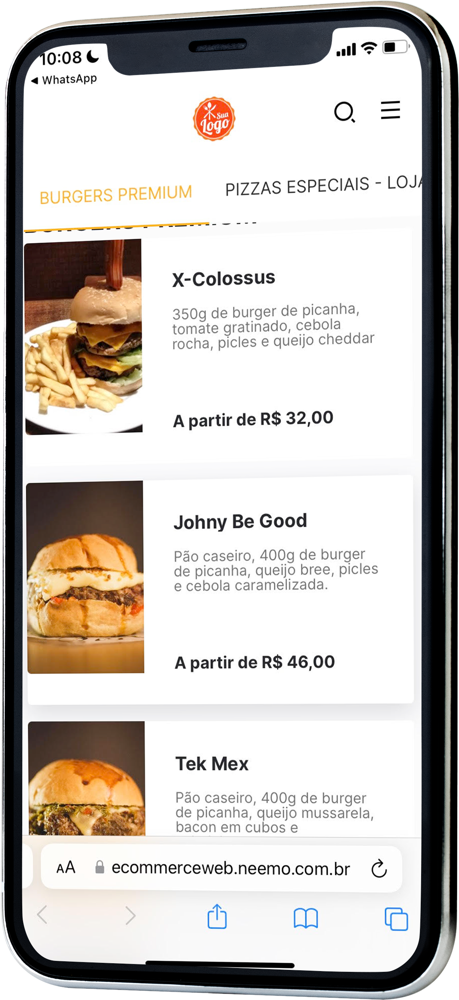 10:08
◀ WhatsApp
Sua
Logo
BURGERS PREMIUM
PIZZAS ESPECIAIS - LOJA
BURGERS PREMIUM
X-Colossus
350g de burger de picanha,
tomate gratinado, cebola
rocha, picles e queijo cheddar
A partir de R$ 32,00
Johny Be Good
Pão caseiro, 400g de burger
de picanha, queijo bree, picles
e cebola caramelizada.
A partir de R$ 46,00
Tek Mex
Pão caseiro, 400g de burger
de picanha, queijo mussarela,
bacon em cubos e
AA
ecommerceweb.neemo.com.br